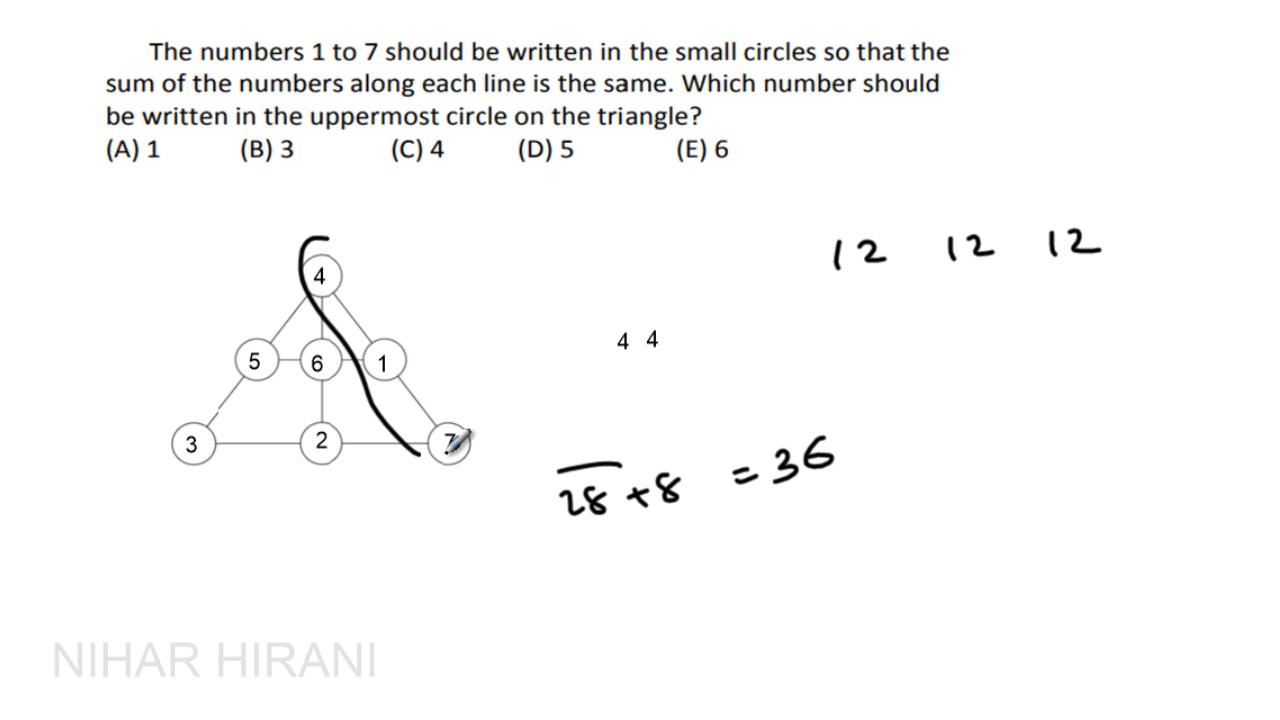 The numbers 1 to 7 should be written in the small circles so that the
sum of the numbers along each line is the same. Which number should
be written in the uppermost circle on the triangle?
(A) 1 (B) 3 (C) 4 (D) 5 (E) 6
12 12 12
4
4 4
5 6 1
3 2 7
28 + 8 = 36
NIHAR HIRANI